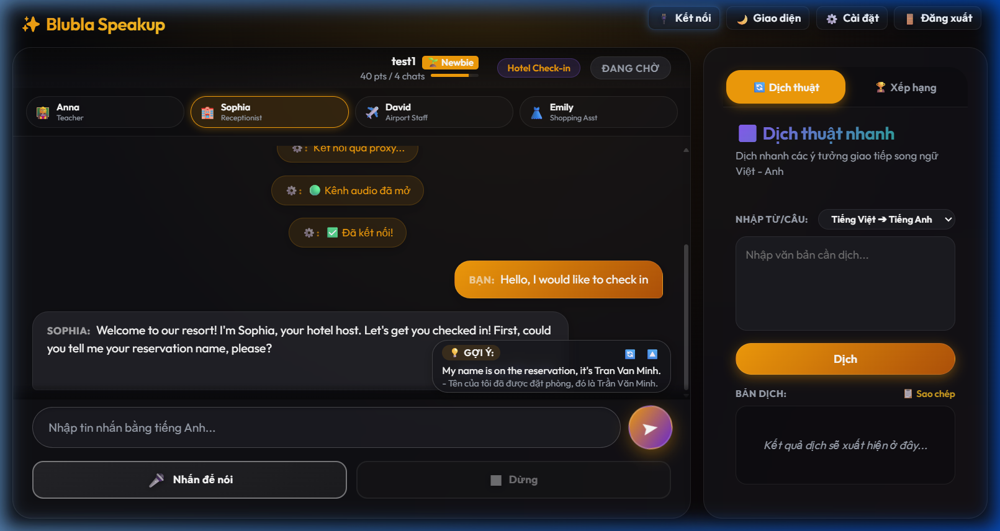 Blubla Speakup
Kết nối
Giao diện
Cài đặt
Đăng xuất
test1
Newbie
40 pts / 4 chats
Hotel Check-in
ĐANG CHỜ
Anna
Teacher
Sophia
Receptionist
David
Airport Staff
Emily
Shopping Asst
: Kết nối qua proxy...
: Kênh audio đã mở
: Đã kết nối!
BẠN: Hello, I would like to check in
SOPHIA: Welcome to our resort! I'm Sophia, your hotel host. Let's get you checked in! First, could
you tell me your reservation name, please?
GỢI Ý:
My name is on the reservation, it's Tran Van Minh.
- Tên của tôi đã được đặt phòng, đó là Trần Văn Minh.
Nhập tin nhắn bằng tiếng Anh...
Nhấn để nói
Dừng
Dịch thuật
Xếp hạng
Dịch thuật nhanh
Dịch nhanh các ý tưởng giao tiếp song ngữ
Việt - Anh
NHẬP TỪ/CÂU:
Tiếng Việt ➔ Tiếng Anh
Nhập văn bản cần dịch...
Dịch
BẢN DỊCH:
Sao chép
Kết quả dịch sẽ xuất hiện ở đây...